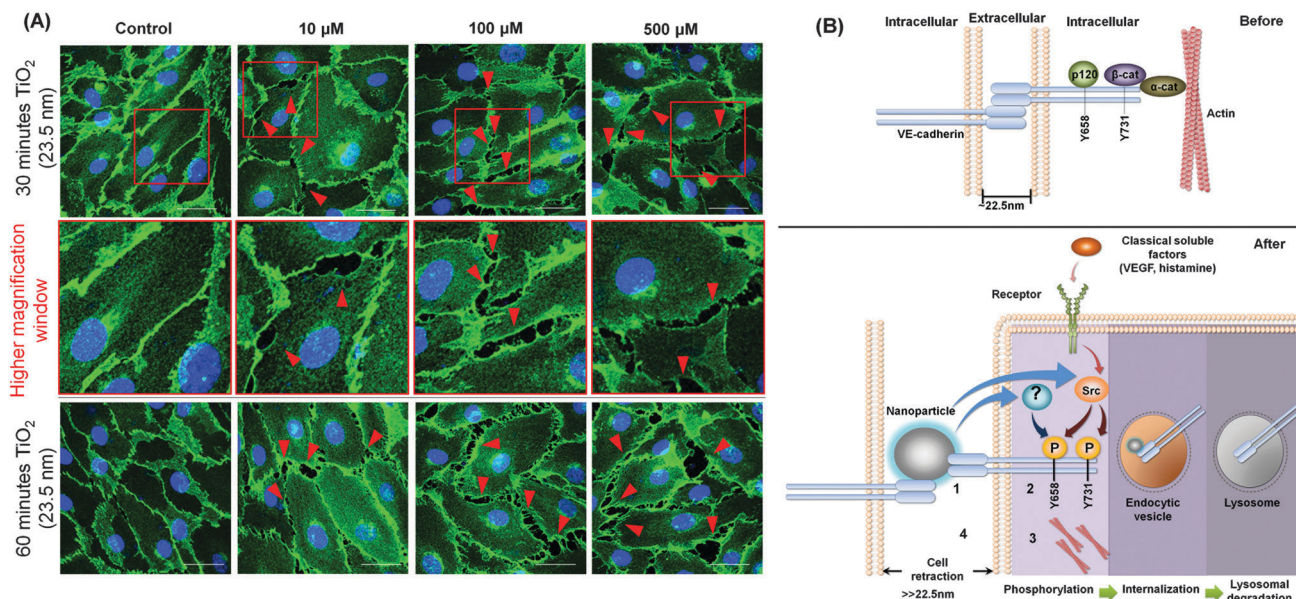 (A)
Control
10 µM
100 µM
500 µM
30 minutes TiO2
(23.5 nm)
Higher magnification
window
60 minutes TiO2
(23.5 nm)
(B)
Intracellular
Extracellular
Intracellular
Before
p120
β-cat
α-cat
VE-cadherin
Y658
Y731
Actin
~22.5nm
After
Classical soluble
factors
(VEGF, histamine)
Receptor
Nanoparticle
?
Src
P
P
1
2
Y658
Y731
3
4
Endocytic
vesicle
Lysosome
Cell
retraction
>>22.5nm
Phosphorylation
Internalization
Lysosomal
degradation